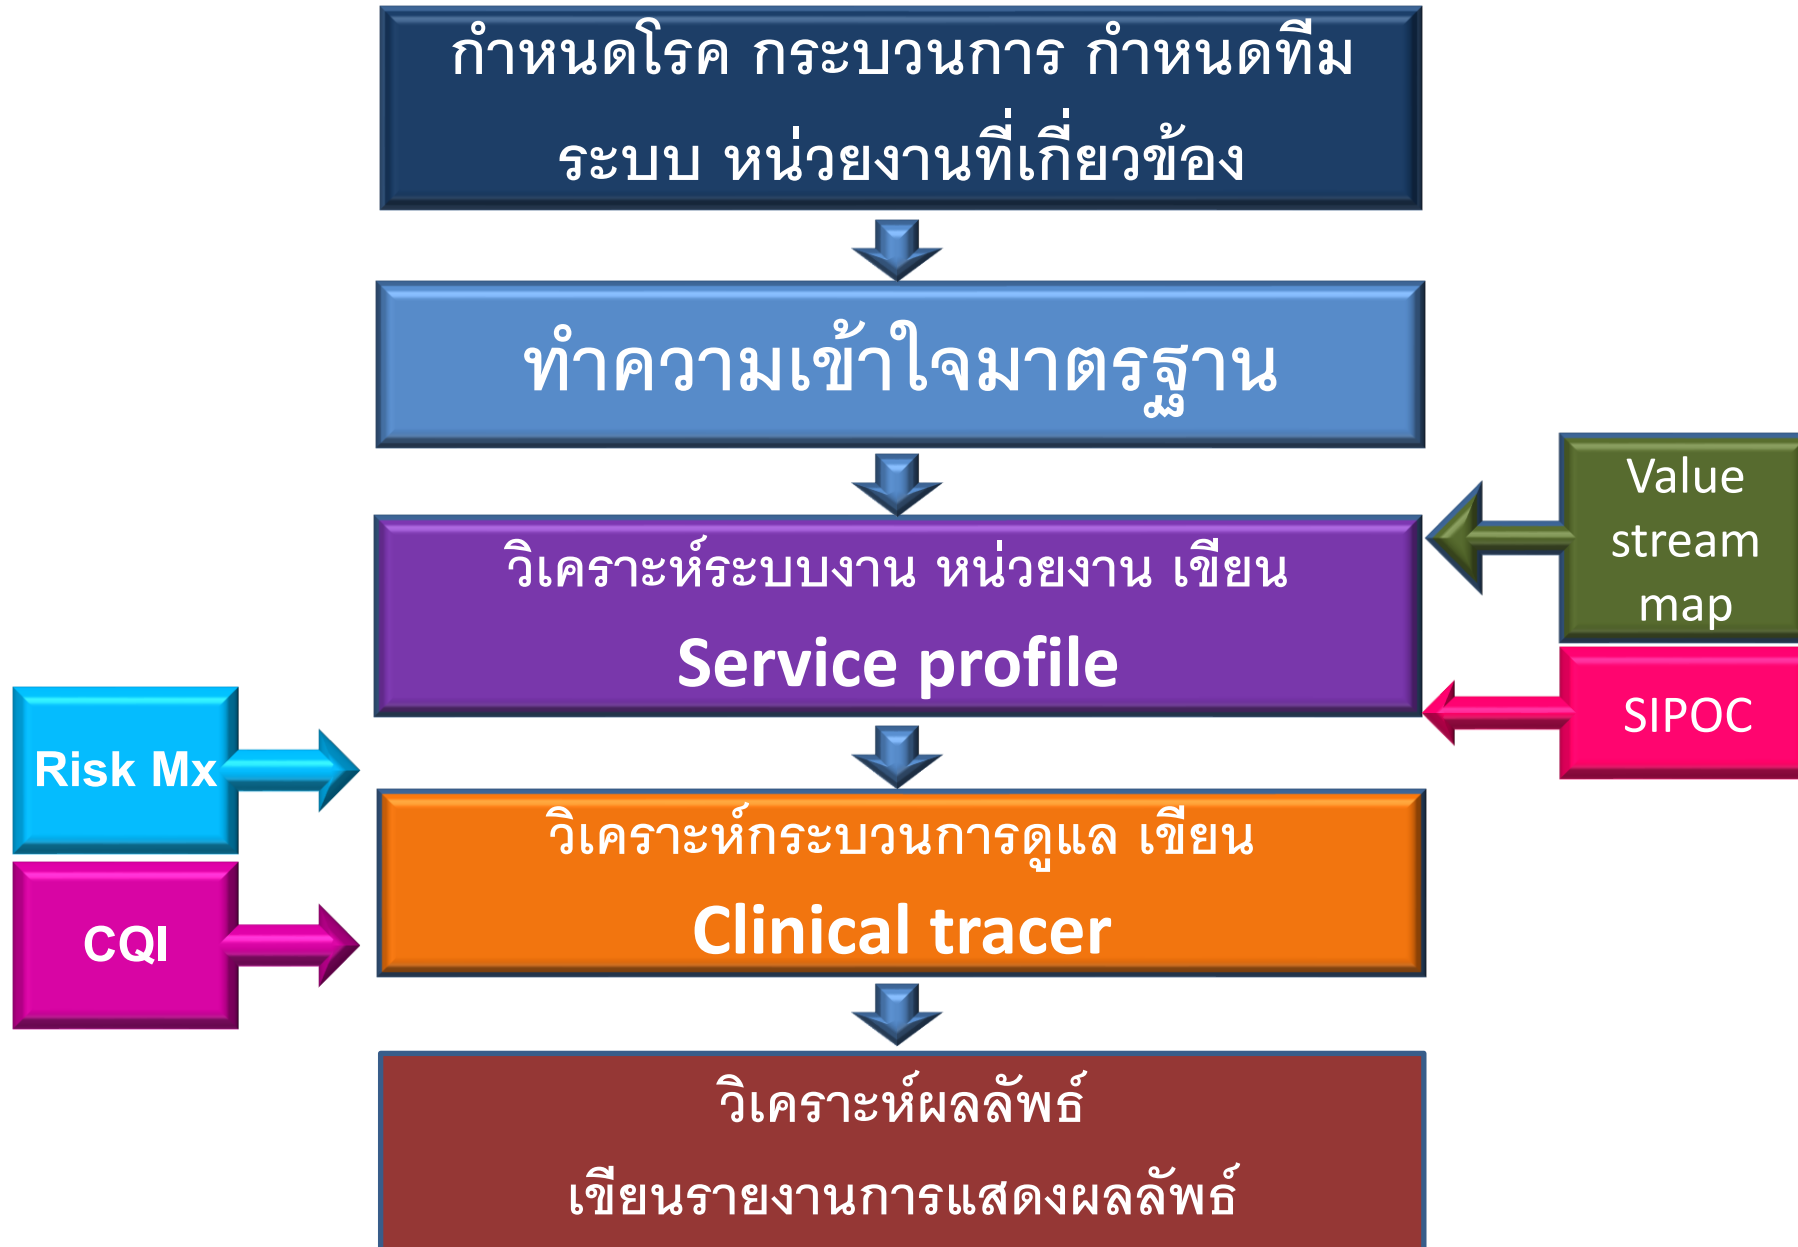 กำหนดโรค กระบวนการ กำหนดทีม
ระบบ หน่วยงานที่เกี่ยวข้อง
ทำความเข้าใจมาตรฐาน
Value
stream
map
วิเคราะห์ระบบงาน หน่วยงาน เขียน
Service profile
SIPOC
Risk Mx
วิเคราะห์กระบวนการดูแล เขียน
Clinical tracer
CQI
วิเคราะห์ผลลัพธ์
เขียนรายงานการแสดงผลลัพธ์